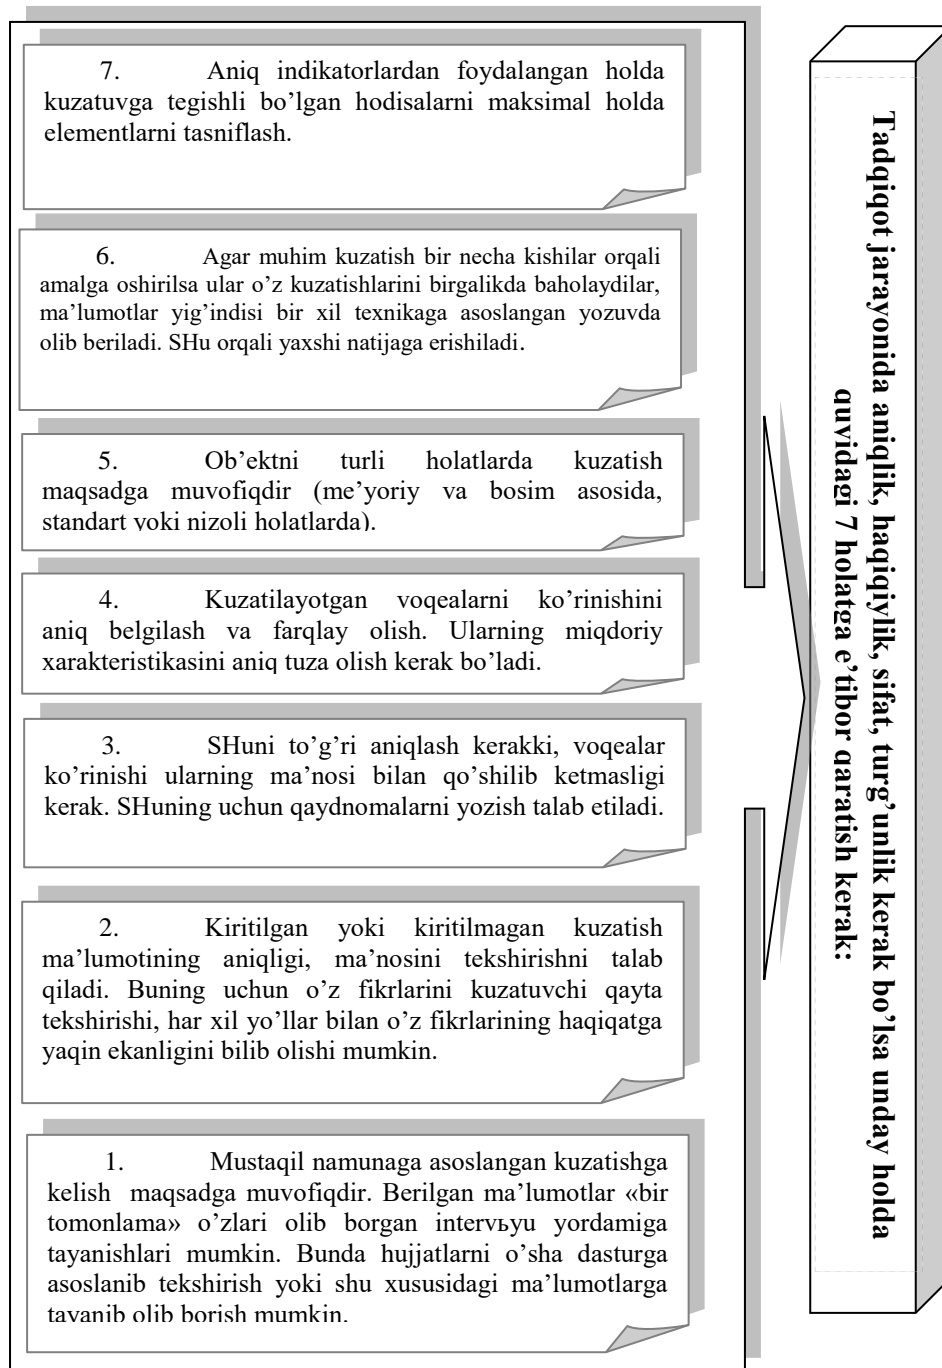 7. Aniq indikatorlardan foydalangan holda
kuzatuvga tegishli bo’lgan hodisalarni maksimal holda
elementlarni tasniflash.
6. Agar muhim kuzatish bir necha kishilar orqali
amalga oshirilsa ular o’z kuzatishlarini birgalikda baholaydilar,
ma’lumotlar yig’indisi bir xil texnikaga asoslangan yozuvda
olib beriladi. SHu orqali yaxshi natijaga erishiladi.
5. Ob’ektni turli holatlarda kuzatish
maqsadga muvofiqdir (me’yoriy va bosim asosida,
standart yoki nizoli holatlarda).
4. Kuzatilayotgan voqealarni ko’rinishini
aniq belgilash va farqlay olish. Ularning miqdoriy
xarakteristikasini aniq tuza olish kerak bo’ladi.
3. SHuni to’g’ri aniqlash kerakki, voqealar
ko’rinishi ularning ma’nosi bilan qo’shilib ketmasligi
kerak. SHuning uchun qaydnomalarni yozish talab etiladi.
2. Kiritilgan yoki kiritilmagan kuzatish
ma’lumotining aniqligi, ma’nosini tekshirishni talab
qiladi. Buning uchun o’z fikrlarini kuzatuvchi qayta
tekshirishi, har xil yo’llar bilan o’z fikrlarining haqiqatga
yaqin ekanligini bilib olishi mumkin.
1. Mustaqil namunaga asoslangan kuzatishga
kelish maqsadga muvofiqdir. Berilgan ma’lumotlar «bir
tomonlama» o’zlari olib borgan intervьyu yordamiga
tayanishlari mumkin. Bunda hujjatlarni o’sha dasturga
asoslanib tekshirish yoki shu xususidagi ma’lumotlarga
tayanib olib borish mumkin.
Tadqiqot jarayonida aniqlik, haqiqiylik, sifat, turg’unlik kerak bo’lsa unday holda
quyidagi 7 holatga e’tibor qaratish kerak: